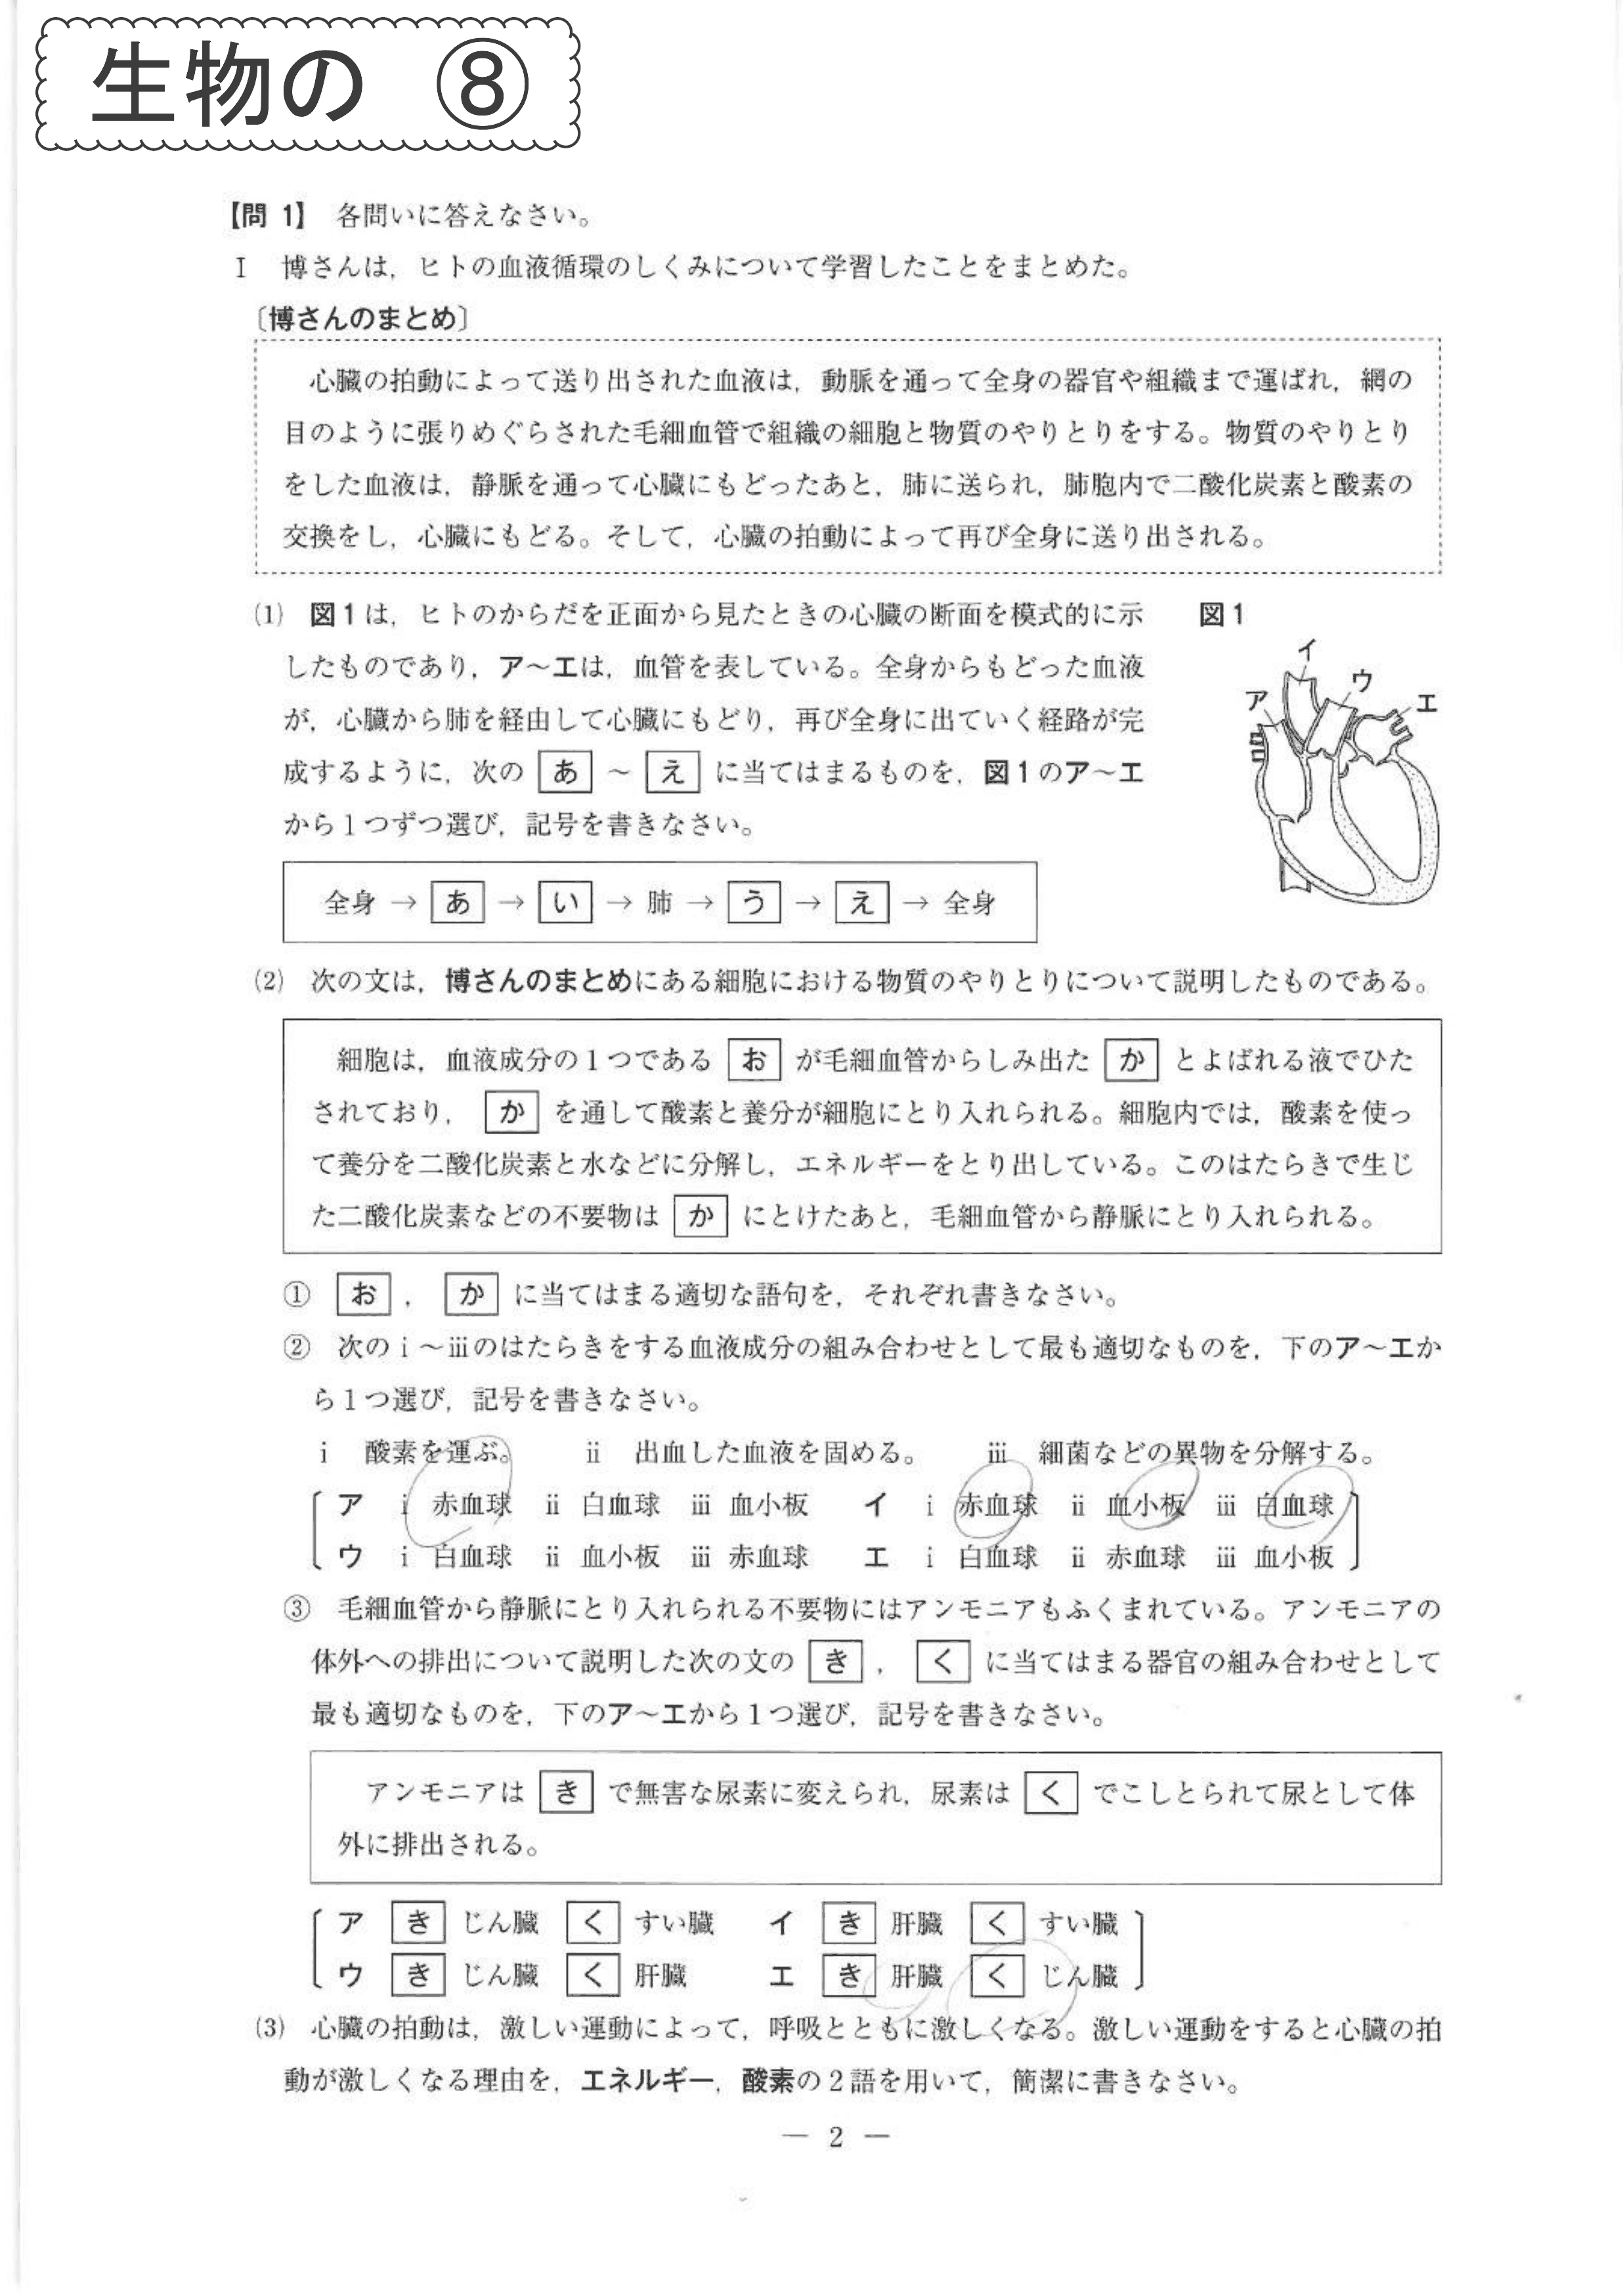 生物の ⑧
【問 1】 各問いに答えなさい。
Ⅰ 博さんは，ヒトの血液循環のしくみについて学習したことをまとめた。
〔博さんのまとめ〕
心臓の拍動によって送り出された血液は，動脈を通って全身の器官や組織まで運ばれ，網の
目のように張りめぐらされた毛細血管で組織の細胞と物質のやりとりをする。物質のやりとり
をした血液は，静脈を通って心臓にもどったあと，肺に送られ，肺胞内で二酸化炭素と酸素の
交換をし，心臓にもどる。そして，心臓の拍動によって再び全身に送り出される。
(1) 図1は，ヒトのからだを正面から見たときの心臓の断面を模式的に示
したものであり，ア～エは，血管を表している。全身からもどった血液
が，心臓から肺を経由して心臓にもどり，再び全身に出ていく経路が完
成するように，次の あ ～ え に当てはまるものを，図1のア～エ
から1つずつ選び，記号を書きなさい。
図1
ア
イ
ウ
エ
全身 → あ → い → 肺 → う → え → 全身
(2) 次の文は，博さんのまとめにある細胞における物質のやりとりについて説明したものである。
細胞は，血液成分の1つである お が毛細血管からしみ出た か とよばれる液でひた
されており， か を通して酸素と養分が細胞にとり入れられる。細胞内では，酸素を使っ
て養分を二酸化炭素と水などに分解し，エネルギーをとり出している。このはたらきで生じ
た二酸化炭素などの不要物は か にとけたあと，毛細血管から静脈にとり入れられる。
① お ， か に当てはまる適切な語句を，それぞれ書きなさい。
② 次のⅰ～ⅲのはたらきをする血液成分の組み合わせとして最も適切なものを，下のア～エか
ら1つ選び，記号を書きなさい。
ⅰ 酸素を運ぶ。 ⅱ 出血した血液を固める。 ⅲ 細菌などの異物を分解する。
ア ⅰ 赤血球 ⅱ 白血球 ⅲ 血小板 イ ⅰ 赤血球 ⅱ 血小板 ⅲ 白血球
ウ ⅰ 白血球 ⅱ 血小板 ⅲ 赤血球 エ ⅰ 白血球 ⅱ 赤血球 ⅲ 血小板
③ 毛細血管から静脈にとり入れられる不要物にはアンモニアもふくまれている。アンモニアの
体外への排出について説明した次の文の き ， く に当てはまる器官の組み合わせとして
最も適切なものを，下のア～エから1つ選び，記号を書きなさい。
アンモニアは き で無害な尿素に変えられ，尿素は く でこしとられて尿として体
外に排出される。
ア き じん臓 く すい臓 イ き 肝臓 く すい臓
ウ き じん臓 く 肝臓 エ き 肝臓 く じん臓
(3) 心臓の拍動は，激しい運動によって，呼吸とともに激しくなる。激しい運動をすると心臓の拍
動が激しくなる理由を，エネルギー，酸素の2語を用いて，簡潔に書きなさい。
― 2 ―